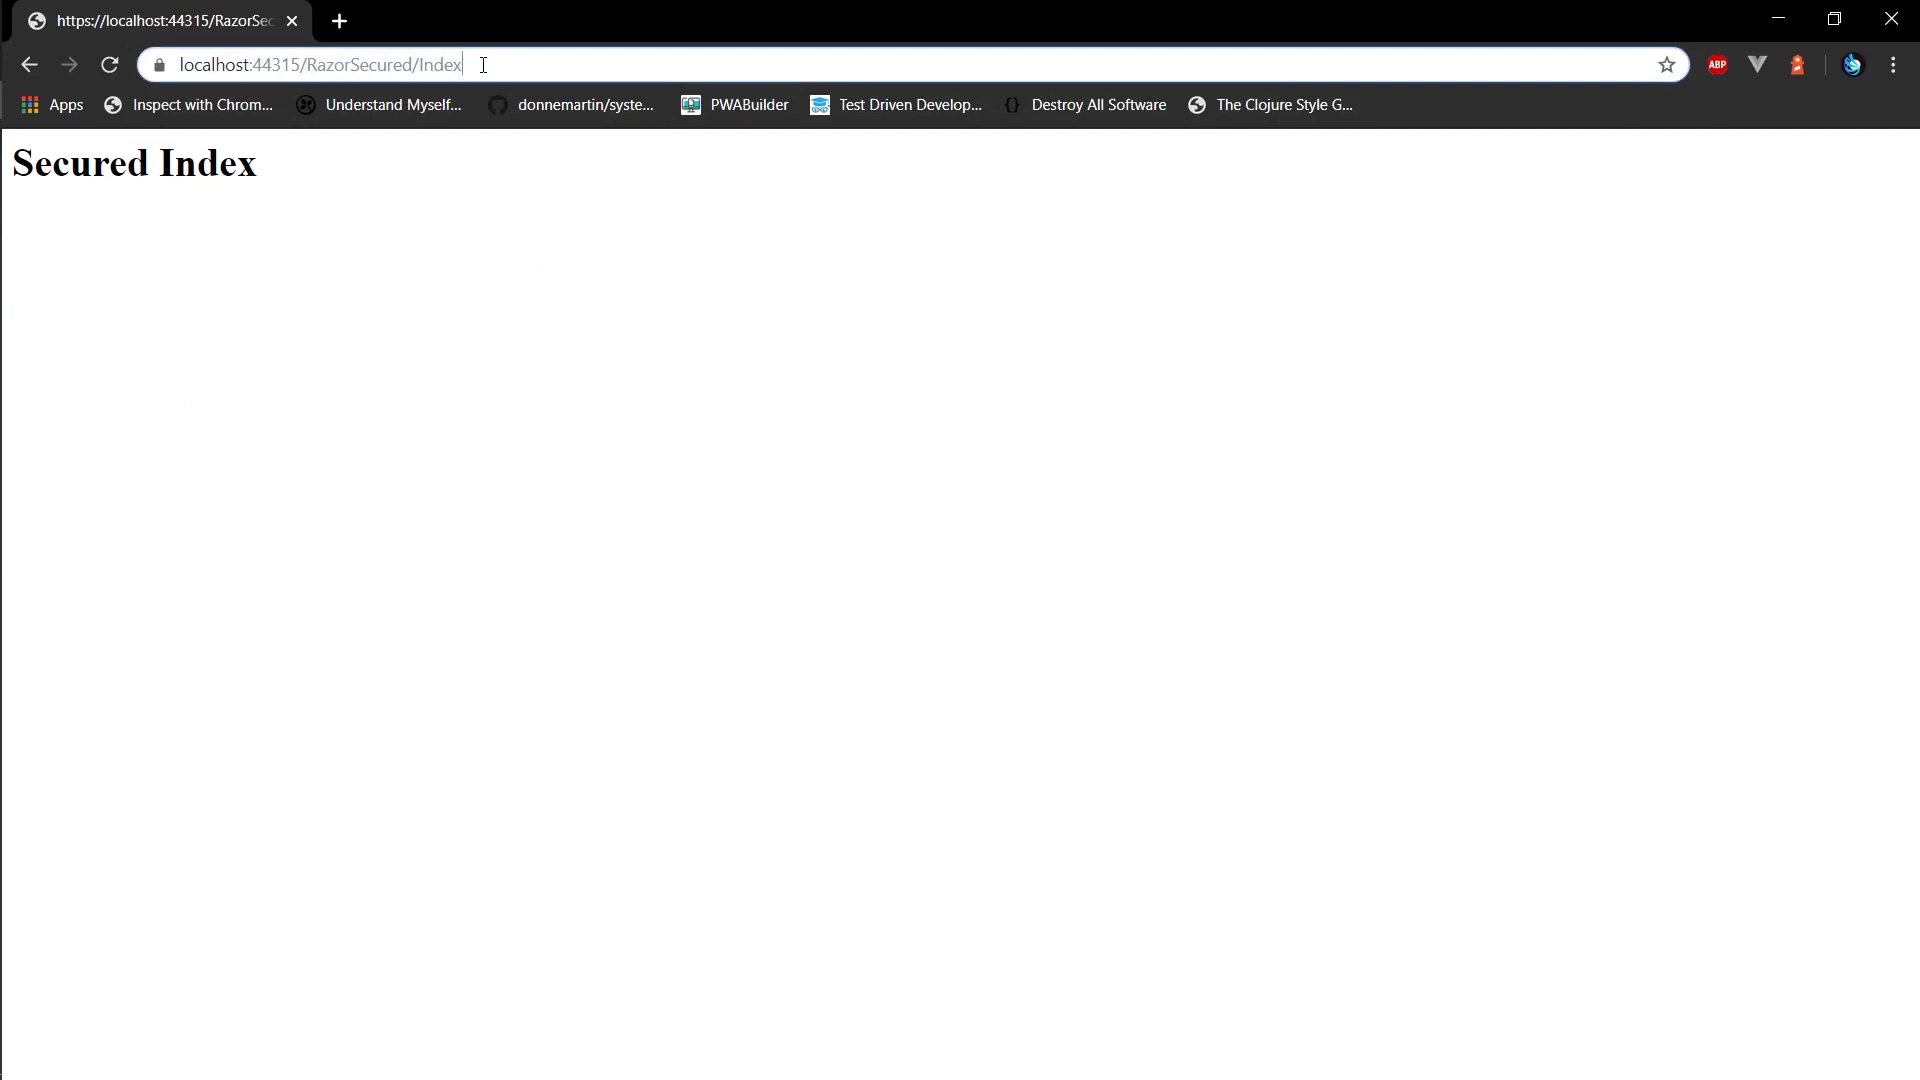 https://localhost:44315/RazorSec
localhost:44315/RazorSecured/Index
ABP
Apps Inspect with Chrom... Understand Myself... donnemartin/syste... PWABuilder Test Driven Develop... {} Destroy All Software The Clojure Style G...
Secured Index